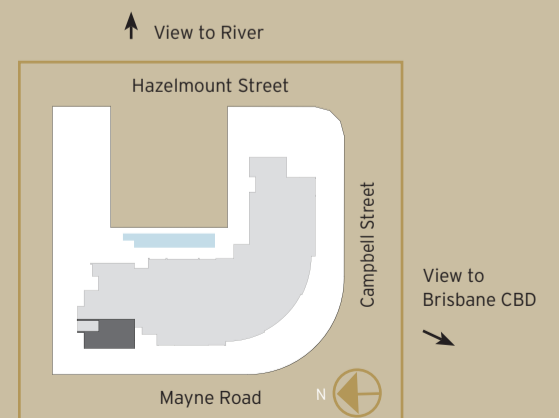 View to River
Hazelmount Street
Campbell Street
View to
Brisbane CBD
Mayne Road
N